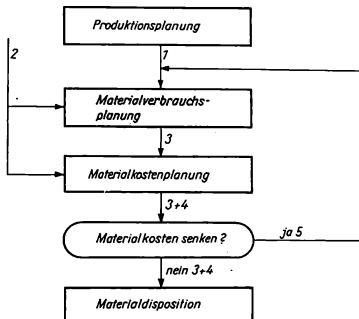 Produktionsplanung
2
1
Materialverbrauchs-
planung
3
Materialkostenplanung
3+4
Materialkosten senken?
ja 5
nein 3+4
Materialdisposition